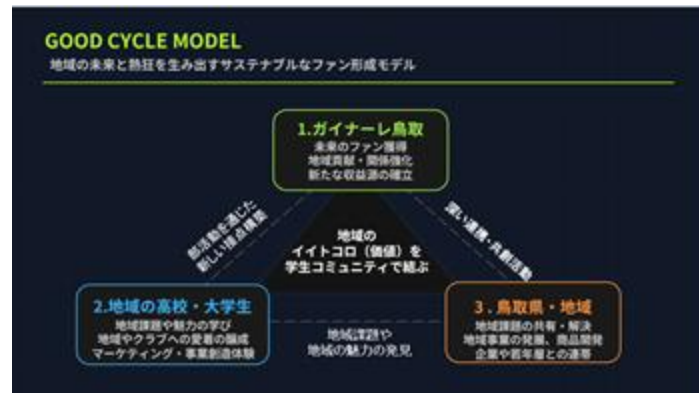 GOOD CYCLE MODEL
地域の未来と熱狂を生み出すサステナブルなファン形成モデル
1.ガイナーレ鳥取
未来のファン獲得
地域貢献・関係強化
新たな収益源の確立
部活動を通じた
新しい接点構築
深い連携・共創活動
地域の
イイトコロ（価値）を
学生コミュニティで結ぶ
2.地域の高校・大学生
地域課題や魅力の学び
地域やクラブへの愛着の醸成
マーケティング・事業創造体験
地域課題や
地域の魅力の発見
3．鳥取県・地域
地域課題の共有・解決
地域事業の発展、商品開発
企業や若年層との連帯